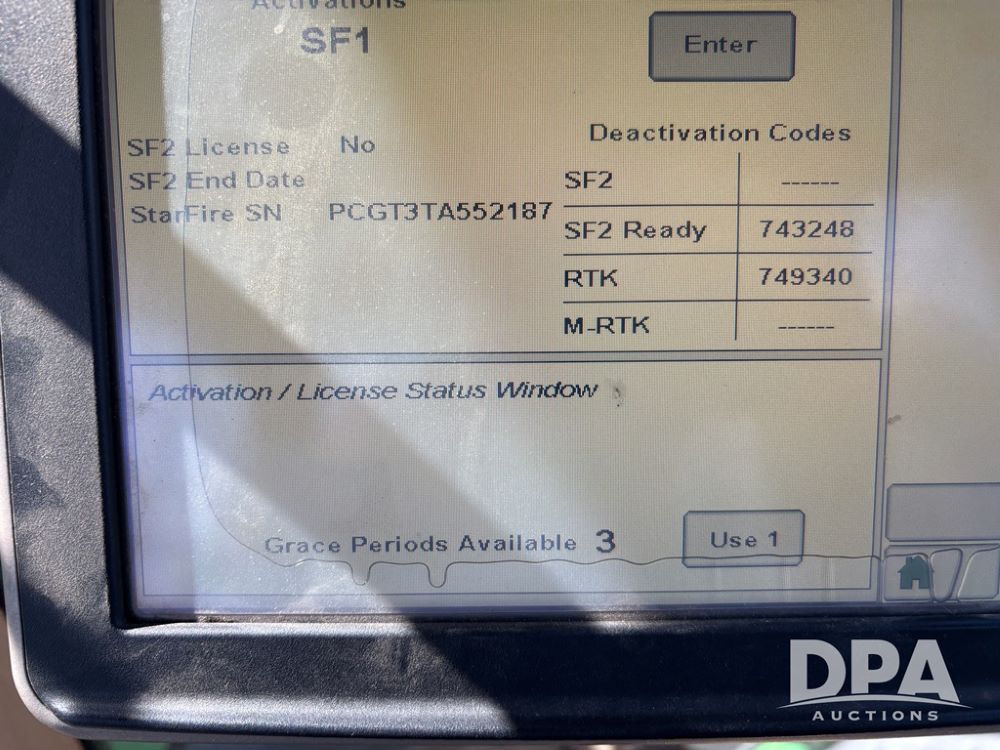 Activations
SF1
Enter
SF2 License No
SF2 End Date
StarFire SN PCGT3TA552187
Deactivation Codes
SF2 ------
SF2 Ready 743248
RTK 749340
M-RTK ------
Activation / License Status Window
Grace Periods Available 3
Use 1
DPA
AUCTIONS